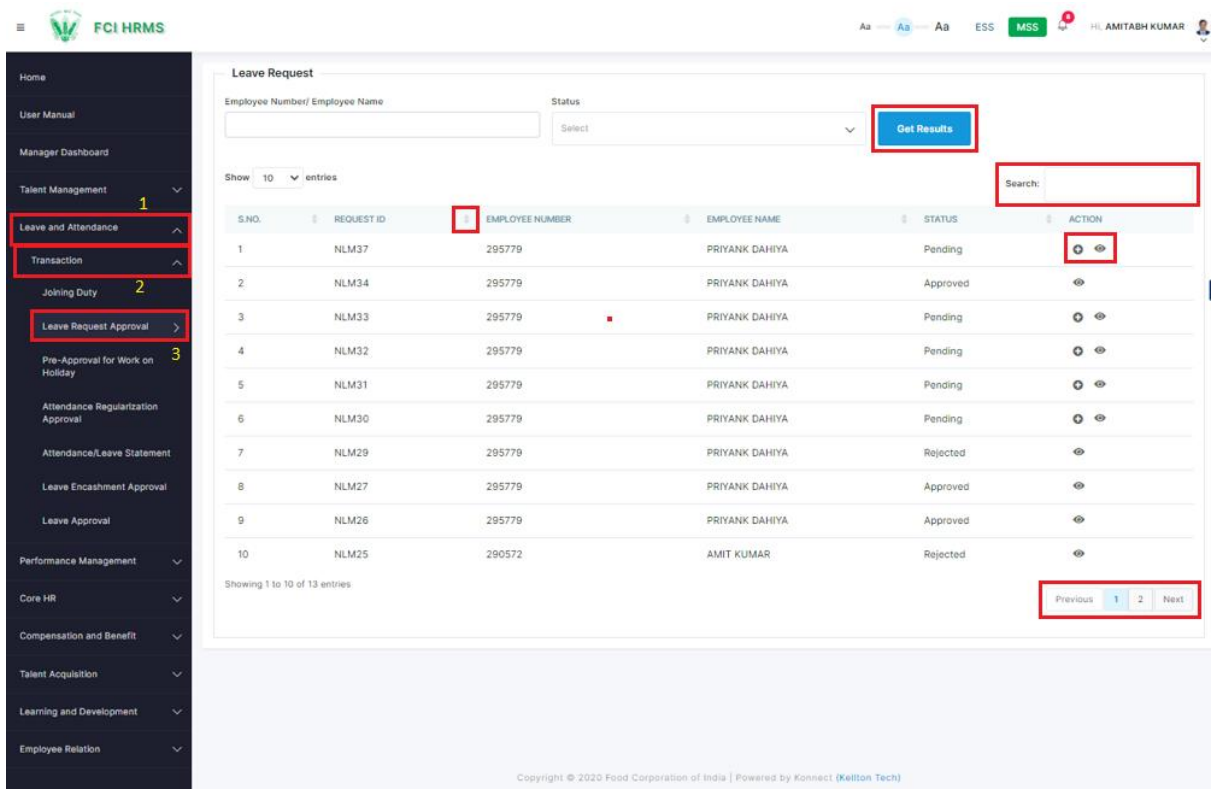 FCI HRMS
Aa Aa Aa ESS MSS Hi, AMITABH KUMAR
Home
User Manual
Manager Dashboard
Talent Management
1
Leave and Attendance
Transaction
2
Joining Duty
Leave Request Approval
3
Pre-Approval for Work on
Holiday
Attendance Regularization
Approval
Attendance/Leave Statement
Leave Encashment Approval
Leave Approval
Performance Management
Core HR
Compensation and Benefit
Talent Acquisition
Learning and Development
Employee Relation
Leave Request
Employee Number/ Employee Name Status
Select Get Results
Show 10 entries Search:
S.NO. REQUEST ID EMPLOYEE NUMBER EMPLOYEE NAME STATUS ACTION
1 NLM37 295779 PRIYANK DAHIYA Pending
2 NLM34 295779 PRIYANK DAHIYA Approved
3 NLM33 295779 PRIYANK DAHIYA Pending
4 NLM32 295779 PRIYANK DAHIYA Pending
5 NLM31 295779 PRIYANK DAHIYA Pending
6 NLM30 295779 PRIYANK DAHIYA Pending
7 NLM29 295779 PRIYANK DAHIYA Rejected
8 NLM27 295779 PRIYANK DAHIYA Approved
9 NLM26 295779 PRIYANK DAHIYA Approved
10 NLM25 290572 AMIT KUMAR Rejected
Showing 1 to 10 of 13 entries
Previous 1 2 Next
Copyright © 2020 Food Corporation of India | Powered by Konnect (Kellton Tech)